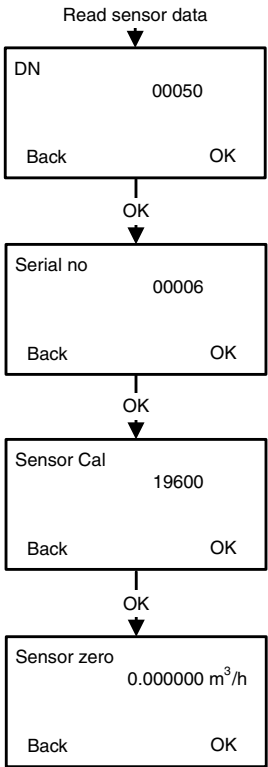 Read sensor data
DN
00050
Back OK
OK
Serial no
00006
Back OK
OK
Sensor Cal
19600
Back OK
OK
Sensor zero
0.000000 m³/h
Back OK